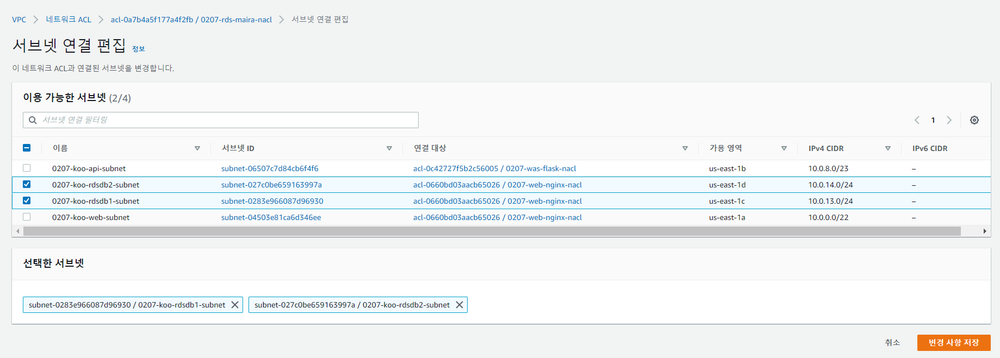 VPC > 네트워크 ACL > acl-0a7b4a5f177a4f2fb / 0207-rds-maira-nacl > 서브넷 연결 편집
서브넷 연결 편집 정보
이 네트워크 ACL과 연결된 서브넷을 변경합니다.
이용 가능한 서브넷 (2/4)
서브넷 연결 필터링
1
이름 서브넷 ID 연결 대상 가용 영역 IPv4 CIDR IPv6 CIDR
0207-koo-api-subnet subnet-06507c7d84cb6f4f6 acl-0c42727f5b2c56005 / 0207-was-flask-nacl us-east-1b 10.0.8.0/23 –
0207-koo-rdsdb2-subnet subnet-027c0be659163997a acl-0660bd03aacb65026 / 0207-web-nginx-nacl us-east-1d 10.0.14.0/24 –
0207-koo-rdsdb1-subnet subnet-0283e966087d96930 acl-0660bd03aacb65026 / 0207-web-nginx-nacl us-east-1c 10.0.13.0/24 –
0207-koo-web-subnet subnet-04503e81ca6d346ee acl-0660bd03aacb65026 / 0207-web-nginx-nacl us-east-1a 10.0.0.0/22 –
선택한 서브넷
subnet-0283e966087d96930 / 0207-koo-rdsdb1-subnet subnet-027c0be659163997a / 0207-koo-rdsdb2-subnet
취소 변경 사항 저장